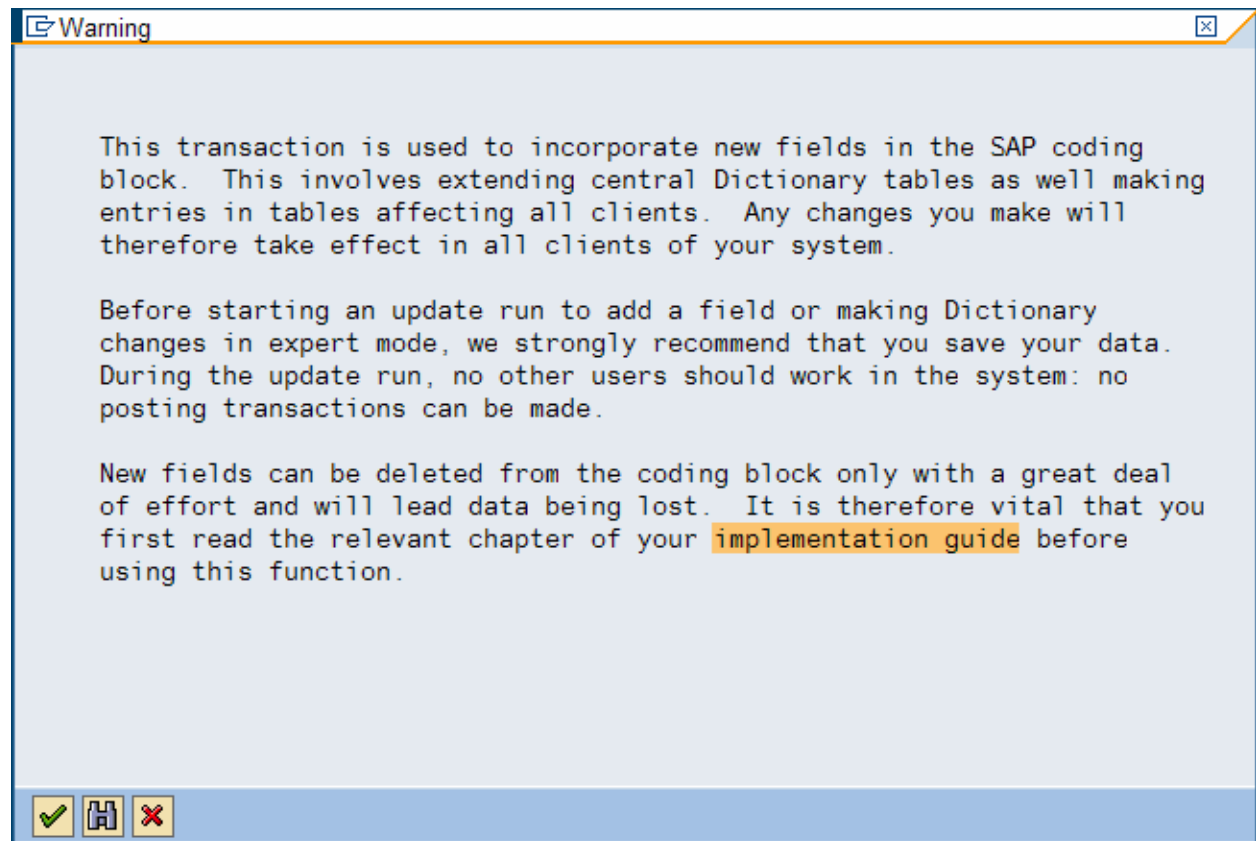 Warning
This transaction is used to incorporate new fields in the SAP coding
block.  This involves extending central Dictionary tables as well making
entries in tables affecting all clients.  Any changes you make will
therefore take effect in all clients of your system.
Before starting an update run to add a field or making Dictionary
changes in expert mode, we strongly recommend that you save your data.
During the update run, no other users should work in the system: no
posting transactions can be made.
New fields can be deleted from the coding block only with a great deal
of effort and will lead data being lost.  It is therefore vital that you
first read the relevant chapter of your implementation guide before
using this function.